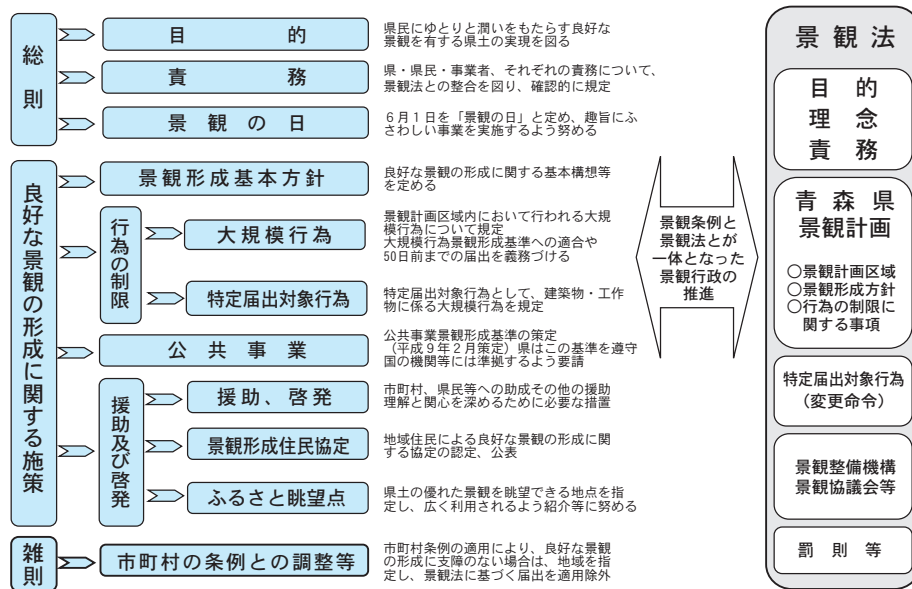 総則
目的
県民にゆとりと潤いをもたらす良好な
景観を有する県土の実現を図る
責務
県・県民・事業者、それぞれの責務について、
景観法との整合を図り、確認的に規定
景観の日
６月１日を「景観の日」と定め、趣旨にふ
さわしい事業を実施するよう努める
良好な景観の形成に関する施策
景観形成基本方針
良好な景観の形成に関する基本構想等
を定める
行為の制限
大規模行為
景観計画区域内において行われる大規
模行為について規定
大規模行為景観形成基準への適合や
50日前までの届出を義務づける
特定届出対象行為
特定届出対象行為として、建築物・工作
物に係る大規模行為を規定
公共事業
公共事業景観形成基準の策定
（平成９年２月策定）県はこの基準を遵守
国の機関等には準拠するよう要請
援助及び啓発
援助、啓発
市町村、県民等への助成その他の援助
理解と関心を深めるために必要な措置
景観形成住民協定
地域住民による良好な景観の形成に関
する協定の認定、公表
ふるさと眺望点
県土の優れた景観を眺望できる地点を指
定し、広く利用されるよう紹介等に努める
雑則
市町村の条例との調整等
市町村条例の適用により、良好な景観
の形成に支障のない場合は、地域を指
定し、景観法に基づく届出を適用除外
景観条例と
景観法とが
一体となった
景観行政の
推進
景観法
目的
理念
責務
青森県
景観計画
○景観計画区域
○景観形成方針
○行為の制限に
関する事項
特定届出対象行為
（変更命令）
景観整備機構
景観協議会等
罰則等